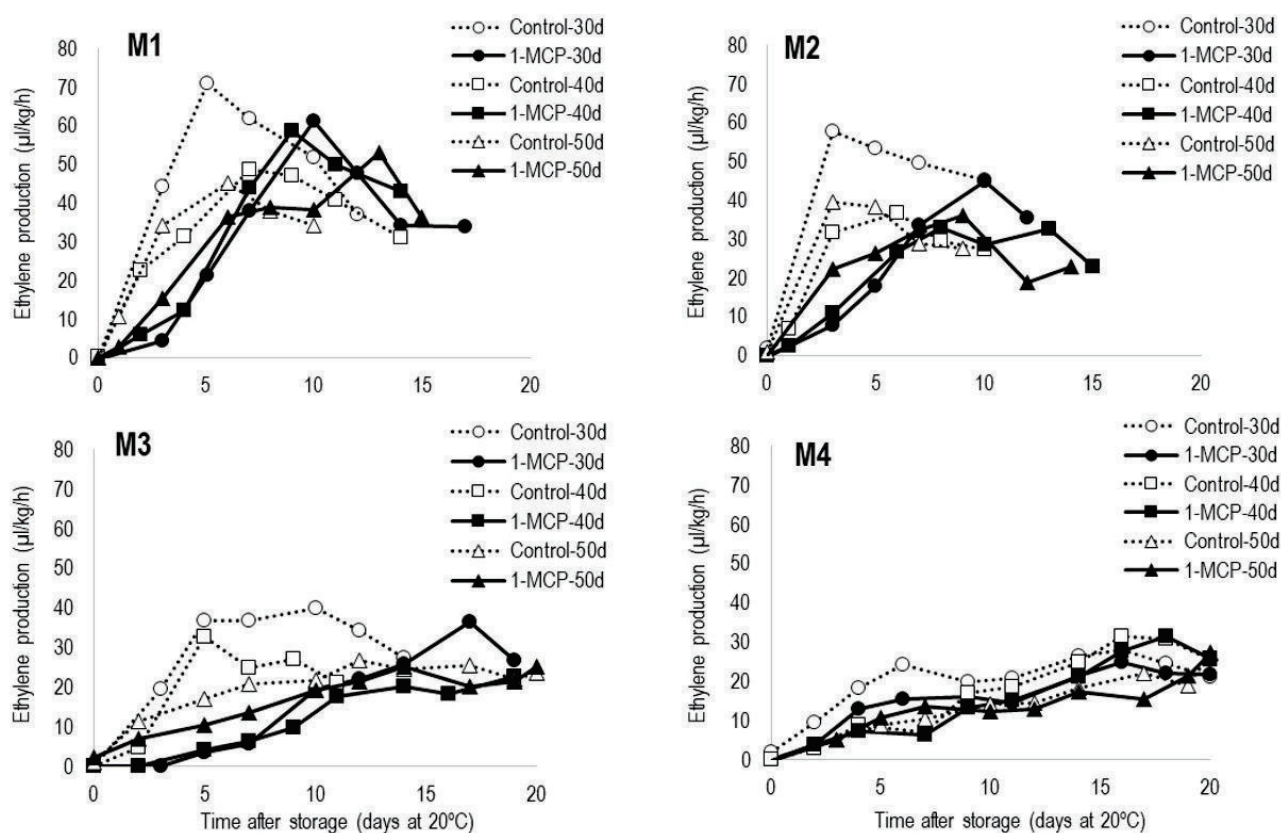 M1
Ethylene production (µl/kg/h)
80
70
60
50
40
30
20
10
0
0 5 10 15 20
Control-30d
1-MCP-30d
Control-40d
1-MCP-40d
Control-50d
1-MCP-50d
M2
Ethylene production (µl/kg/h)
80
70
60
50
40
30
20
10
0
0 5 10 15 20
Control-30d
1-MCP-30d
Control-40d
1-MCP-40d
Control-50d
1-MCP-50d
M3
Ethylene production (µl/kg/h)
80
70
60
50
40
30
20
10
0
0 5 10 15 20
Time after storage (days at 20ºC)
Control-30d
1-MCP-30d
Control-40d
1-MCP-40d
Control-50d
1-MCP-50d
M4
Ethylene production (µl/kg/h)
80
70
60
50
40
30
20
10
0
0 5 10 15 20
Time after storage (days at 20ºC)
Control-30d
1-MCP-30d
Control-40d
1-MCP-40d
Control-50d
1-MCP-50d